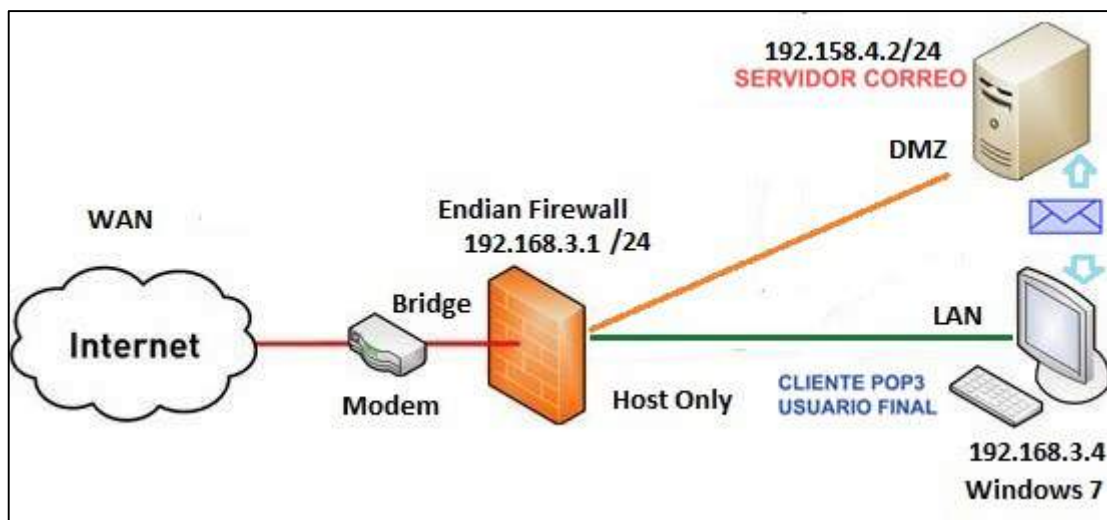 192.158.4.2/24
SERVIDOR CORREO
DMZ
WAN
Endian Firewall
192.168.3.1 /24
Bridge
Internet
Modem
Host Only
LAN
CLIENTE POP3
USUARIO FINAL
192.168.3.4
Windows 7